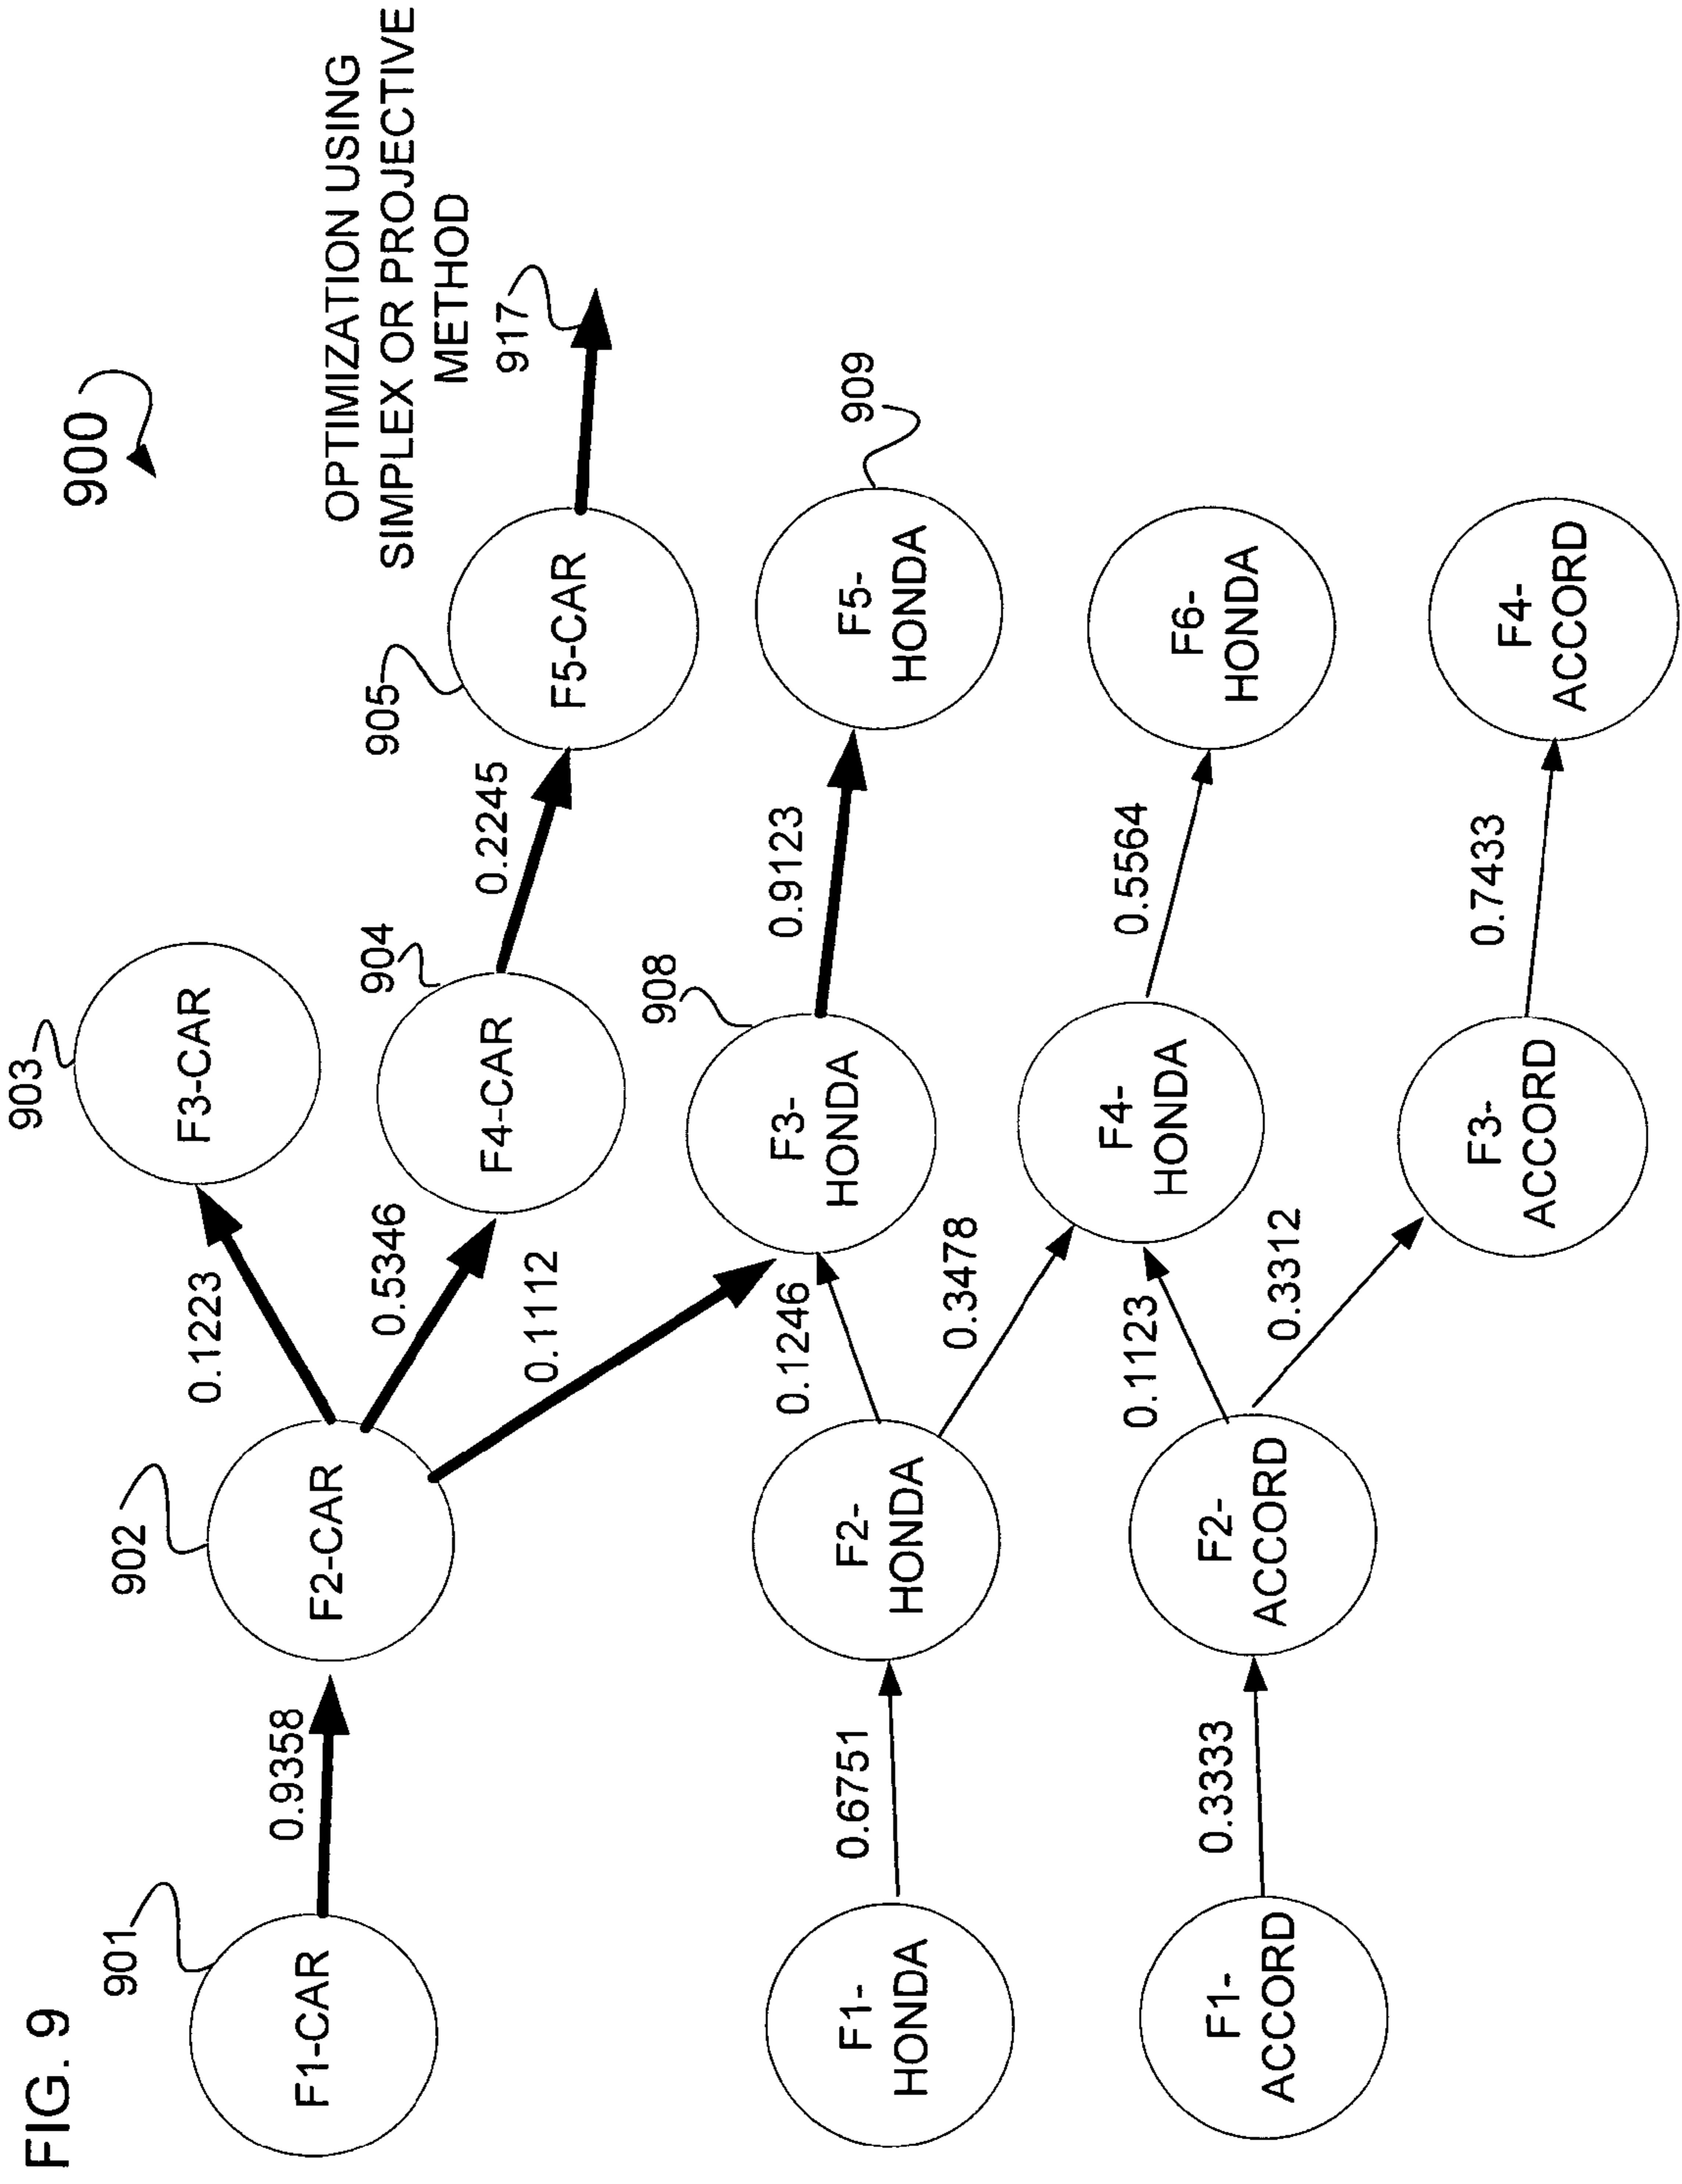 FIG. 9
900
OPTIMIZATION USING
SIMPLEX OR PROJECTIVE
METHOD
917
901
F1-CAR
0.9358
902
F2-CAR
0.1223
903
F3-CAR
0.5346
904
F4-CAR
0.2245
905
F5-CAR
0.1112
F1-
HONDA
0.6751
F2-
HONDA
0.1246
908
F3-
HONDA
0.9123
909
F5-
HONDA
0.3478
F4-
HONDA
0.5564
F6-
HONDA
F1-
ACCORD
0.3333
F2-
ACCORD
0.1123
0.3312
F3-
ACCORD
0.7433
F4-
ACCORD